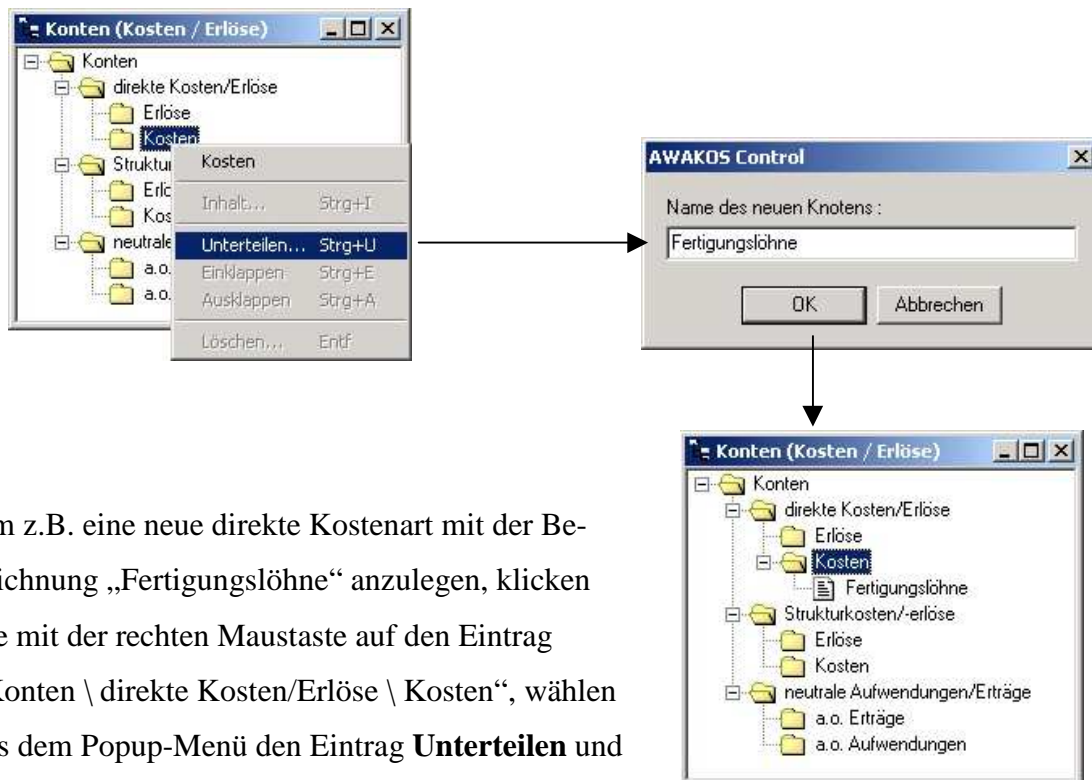 Konten (Kosten / Erlöse)
Konten
direkte Kosten/Erlöse
Erlöse
Kosten
Struktur
Erlö
Kos
neutrale
a.o.
a.o.
Kosten
Inhalt... Strg+I
Unterteilen... Strg+U
Einklappen Strg+E
Ausklappen Strg+A
Löschen... Entf
AWAKOS Control
Name des neuen Knotens :
Fertigungslöhne
OK Abbrechen
Konten (Kosten / Erlöse)
Konten
direkte Kosten/Erlöse
Erlöse
Kosten
Fertigungslöhne
Strukturkosten/-erlöse
Erlöse
Kosten
neutrale Aufwendungen/Erträge
a.o. Erträge
a.o. Aufwendungen
m z.B. eine neue direkte Kostenart mit der Be-
ichnung „Fertigungslöhne“ anzulegen, klicken
e mit der rechten Maustaste auf den Eintrag
Konten \ direkte Kosten/Erlöse \ Kosten“, wählen
s dem Popup-Menü den Eintrag Unterteilen und